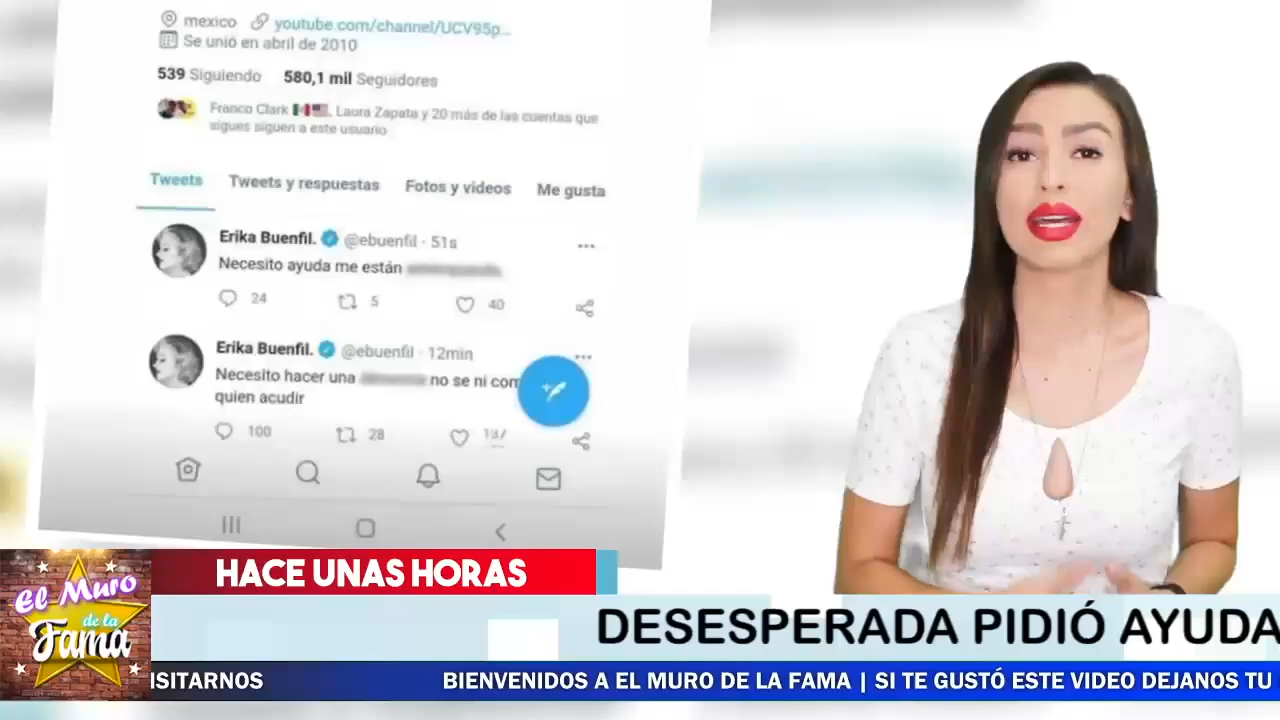 mexico youtube.com/channel/UCV95p...
Se unió en abril de 2010
539 Siguiendo 580,1 mil Seguidores
Franco Clark, Laura Zapata y 20 más de las cuentas que
sigues siguen a este usuario
Tweets Tweets y respuestas Fotos y videos Me gusta
Erika Buenfil. @ebuenfil · 51s
Necesito ayuda me están
24 5 40
Erika Buenfil. @ebuenfil · 12min
Necesito hacer una no se ni com
quien acudir
100 28 137
HACE UNAS HORAS
El Muro
de la
Fama
DESESPERADA PIDIÓ AYUDA
ISITARNOS BIENVENIDOS A EL MURO DE LA FAMA | SI TE GUSTÓ ESTE VIDEO DEJANOS TU